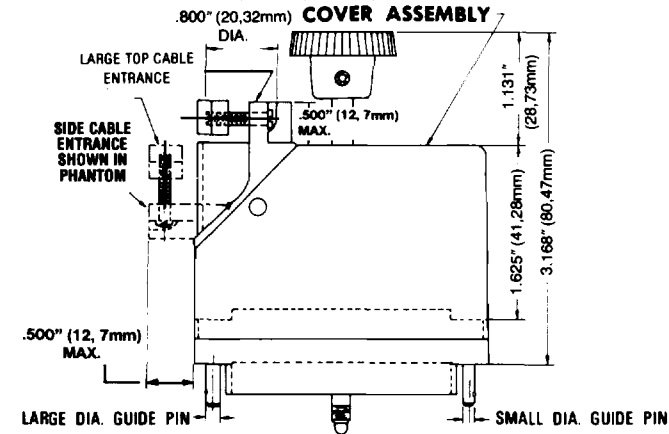 .800" (20,32mm)
DIA.
COVER ASSEMBLY
LARGE TOP CABLE
ENTRANCE
.500" (12, 7mm)
MAX.
1.131"
(28,73mm)
SIDE CABLE
ENTRANCE
SHOWN IN
PHANTOM
1.625" (41,28mm)
3.168" (80,47mm)
.500" (12, 7mm)
MAX.
LARGE DIA. GUIDE PIN
SMALL DIA. GUIDE PIN